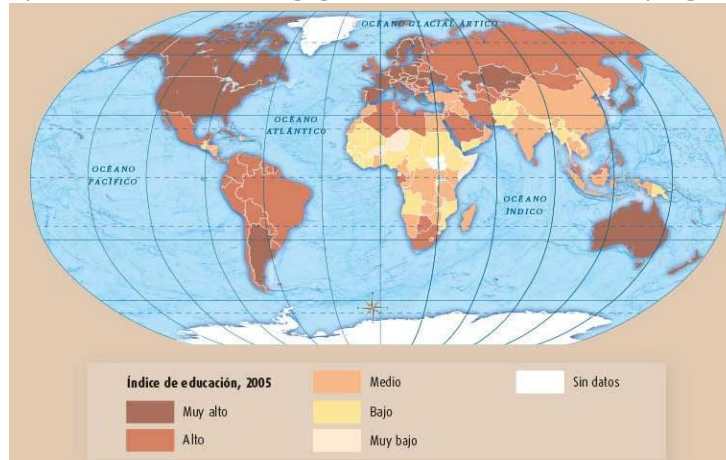 OCÉANO GLACIAL ÁRTICO
OCÉANO
ATLÁNTICO
OCÉANO
PACÍFICO
OCÉANO
ÍNDICO
Índice de educación, 2005
Muy alto
Alto
Medio
Bajo
Muy bajo
Sin datos